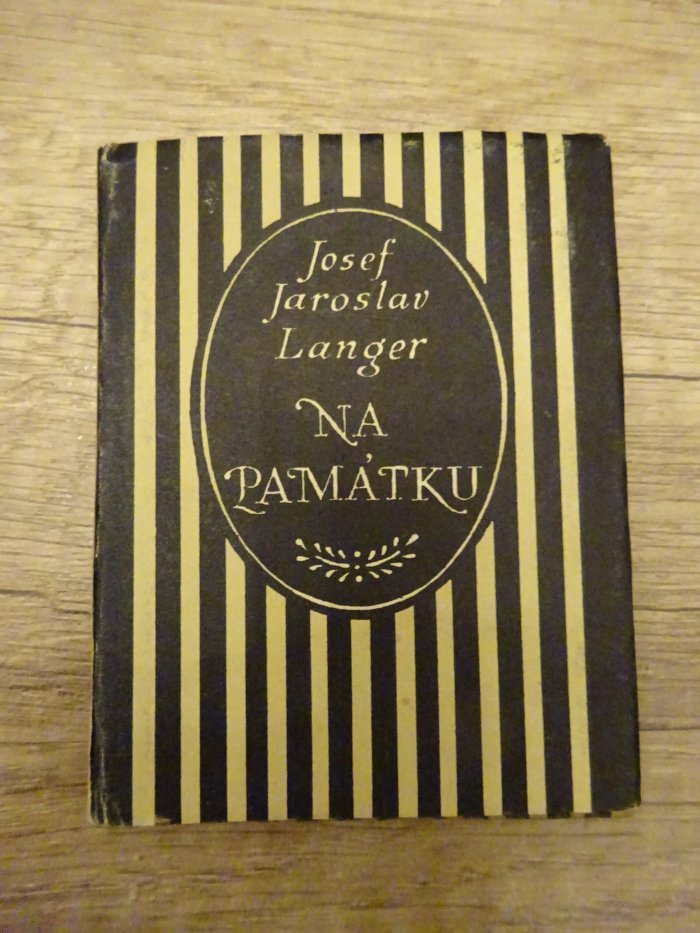 Josef
Jaroslav
Langer
NA
PAMÁTKU